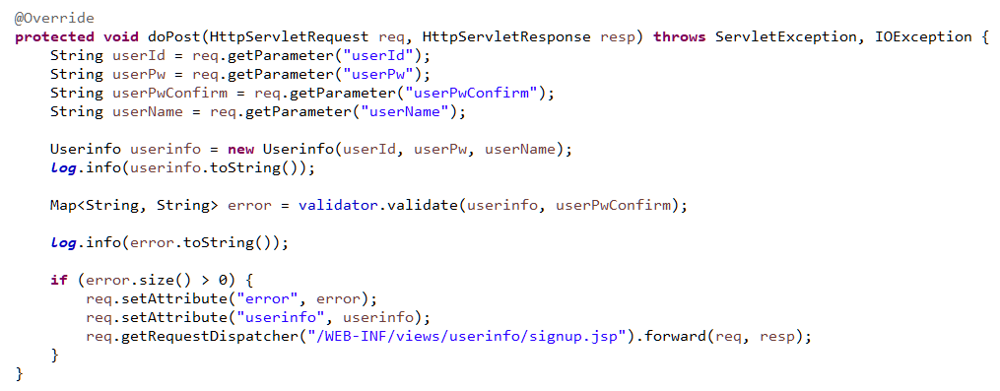 @Override
protected void doPost(HttpServletRequest req, HttpServletResponse resp) throws ServletException, IOException {
    String userId = req.getParameter("userId");
    String userPw = req.getParameter("userPw");
    String userPwConfirm = req.getParameter("userPwConfirm");
    String userName = req.getParameter("userName");

    Userinfo userinfo = new Userinfo(userId, userPw, userName);
    log.info(userinfo.toString());

    Map<String, String> error = validator.validate(userinfo, userPwConfirm);

    log.info(error.toString());

    if (error.size() > 0) {
        req.setAttribute("error", error);
        req.setAttribute("userinfo", userinfo);
        req.getRequestDispatcher("/WEB-INF/views/userinfo/signup.jsp").forward(req, resp);
    }
}